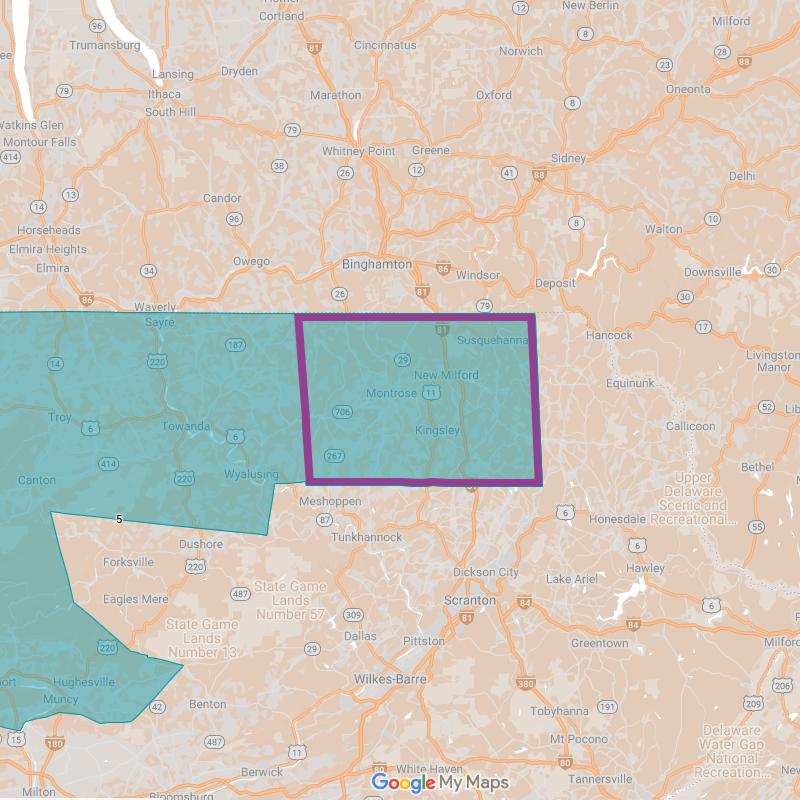 Homer
Cortland
96
Trumansburg
81
Cincinnatus
12
New Berlin
8
Norwich
Milford
28
88
23
Lansing
Dryden
Ithaca
79
South Hill
Marathon
Oxford
8
Oneonta
Watkins Glen
Montour Falls
414
79
Whitney Point
Greene
38
26
12
41
88
Sidney
Delhi
13
14
Candor
96
8
10
Walton
Horseheads
Elmira Heights
Elmira
Owego
34
Binghamton
86
Windsor
Deposit
Downsville
30
86
Waverly
26
81
79
30
Sayre
187
81
Susquehanna
Hancock
17
14
220
29
New Milford
Livingston
Manor
Montrose
11
Equinunk
Troy
6
Towanda
6
706
Kingsley
Callicoon
52
414
220
Wyalusing
267
Bethel
Canton
Upper
Delaware
Scenic and
Recreational...
Meshoppen
5
87
6
Honesdale
55
Tunkhannock
Dushore
6
Forksville
220
Hawley
Dickson City
Lake Ariel
Eagles Mere
487
State Game
Lands
Number 57
Scranton
84
6
309
81
84
State Game
Lands
Number 13
Dallas
Pittston
Greentown
Milford
220
29
Hughesville
Wilkes-Barre
380
Muncy
42
Benton
191
209
206
Tobyhanna
15
180
487
11
Mt Pocono
Delaware
Water Gap
National
Recreation...
Berwick
80
White Haven
80
Tannersville
Milton
Bloomsburg
Google My Maps